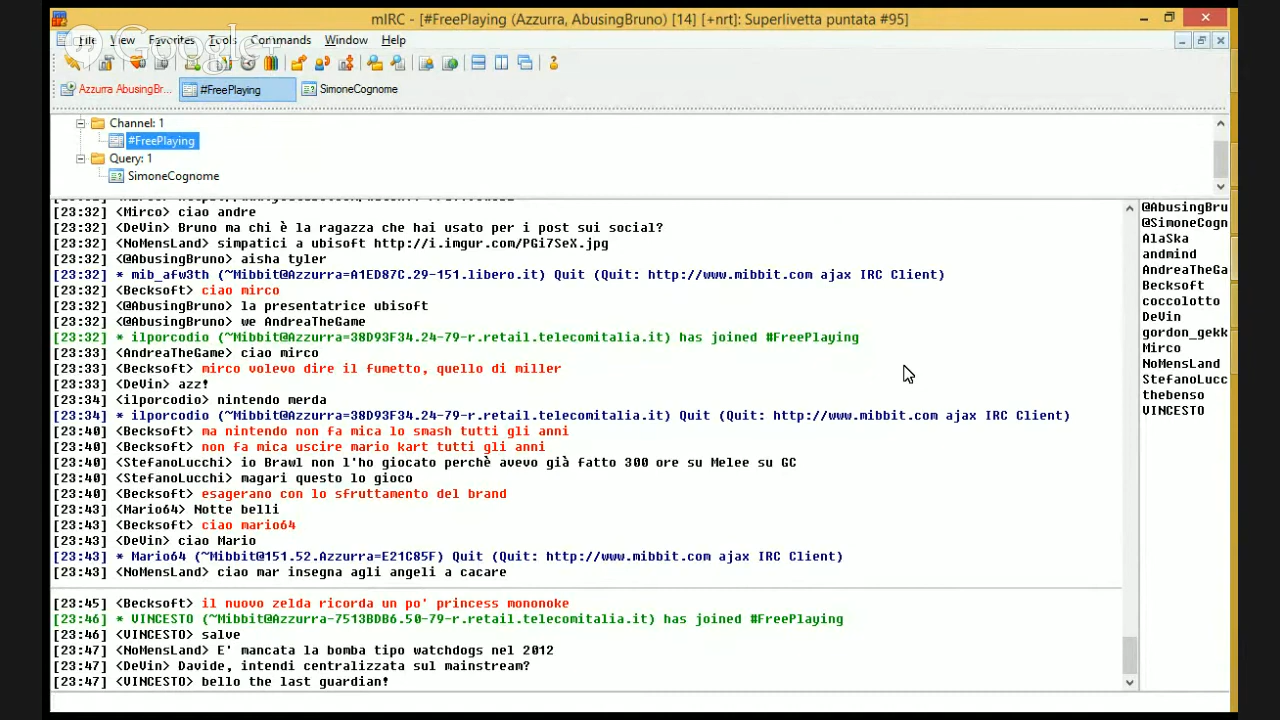 mIRC - [#FreePlaying (Azzurra, AbusingBruno) [14] [+nrt]: Superlivetta puntata #95]
File View Favorites Tools Commands Window Help
Google+
Azzurra AbusingBr... #FreePlaying SimoneCognome
Channel: 1
#FreePlaying
Query: 1
SimoneCognome
[23:32] <Mirco> ciao andre
[23:32] <DeVin> Bruno ma chi è la ragazza che hai usato per i post sui social?
[23:32] <NoMensLand> simpatici a ubisoft http://i.imgur.com/PGi7SeX.jpg
[23:32] <@AbusingBruno> aisha tyler
[23:32] * mib_afw3th (~Mibbit@Azzurra=A1ED87C.29-151.libero.it) Quit (Quit: http://www.mibbit.com ajax IRC Client)
[23:32] <Becksoft> ciao mirco
[23:32] <@AbusingBruno> la presentatrice ubisoft
[23:32] <@AbusingBruno> we AndreaTheGame
[23:32] * ilporcodio (~Mibbit@Azzurra=38D93F34.24-79-r.retail.telecomitalia.it) has joined #FreePlaying
[23:33] <AndreaTheGame> ciao mirco
[23:33] <Becksoft> mirco volevo dire il fumetto, quello di miller
[23:33] <DeVin> azz!
[23:34] <ilporcodio> nintendo merda
[23:34] * ilporcodio (~Mibbit@Azzurra=38D93F34.24-79-r.retail.telecomitalia.it) Quit (Quit: http://www.mibbit.com ajax IRC Client)
[23:40] <Becksoft> ma nintendo non fa mica lo smash tutti gli anni
[23:40] <Becksoft> non fa mica uscire mario kart tutti gli anni
[23:40] <StefanoLucchi> io Brawl non l'ho giocato perchè avevo già fatto 300 ore su Melee su GC
[23:40] <StefanoLucchi> magari questo lo gioco
[23:40] <Becksoft> esagerano con lo sfruttamento del brand
[23:43] <Mario64> Notte belli
[23:43] <Becksoft> ciao mario64
[23:43] <DeVin> ciao Mario
[23:43] * Mario64 (~Mibbit@151.52.Azzurra=E21C85F) Quit (Quit: http://www.mibbit.com ajax IRC Client)
[23:43] <NoMensLand> ciao mar insegna agli angeli a cacare
[23:45] <Becksoft> il nuovo zelda ricorda un po' princess mononoke
[23:46] * VINCESTO (~Mibbit@Azzurra-7513BDB6.50-79-r.retail.telecomitalia.it) has joined #FreePlaying
[23:46] <VINCESTO> salve
[23:47] <NoMensLand> E' mancata la bomba tipo watchdogs nel 2012
[23:47] <DeVin> Davide, intendi centralizzata sul mainstream?
[23:47] <VINCESTO> bello the last guardian!
@AbusingBru
@SimoneCogn
AlaSka
andmind
AndreaTheGa
Becksoft
coccolotto
DeVin
gordon_gekk
Mirco
NoMensLand
StefanoLucc
thebenso
VINCESTO